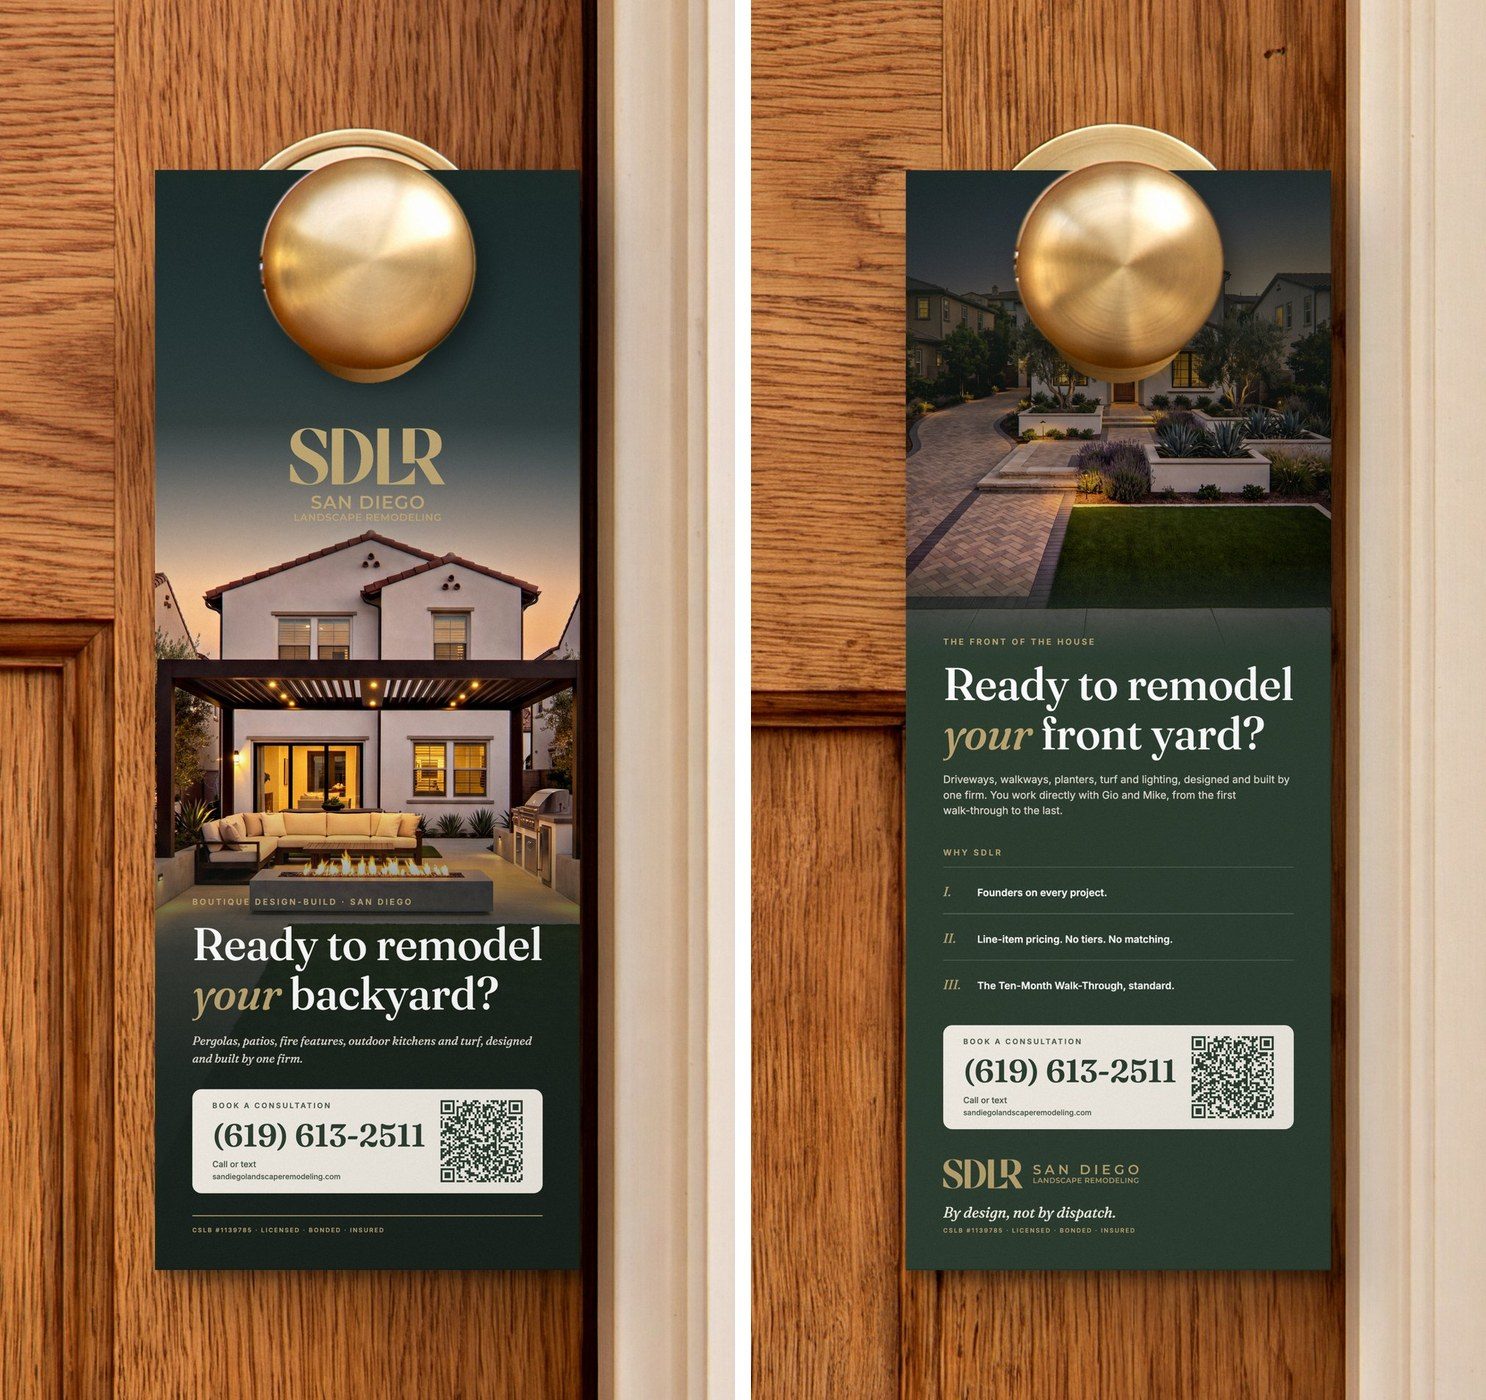 SDLR
SAN DIEGO
LANDSCAPE REMODELING
BOUTIQUE DESIGN-BUILD · SAN DIEGO
Ready to remodel
your backyard?
Pergolas, patios, fire features, outdoor kitchens and turf, designed
and built by one firm.
BOOK A CONSULTATION
(619) 613-2511
Call or text
sandiegolandscaperemodeling.com
CSLB #1139785 · LICENSED · BONDED · INSURED
THE FRONT OF THE HOUSE
Ready to remodel
your front yard?
Driveways, walkways, planters, turf and lighting, designed and built by
one firm. You work directly with Gio and Mike, from the first
walk-through to the last.
WHY SDLR
I. Founders on every project.
II. Line-item pricing. No tiers. No matching.
III. The Ten-Month Walk-Through, standard.
BOOK A CONSULTATION
(619) 613-2511
Call or text
sandiegolandscaperemodeling.com
SDLR SAN DIEGO
LANDSCAPE REMODELING
By design, not by dispatch.
CSLB #1139785 · LICENSED · BONDED · INSURED